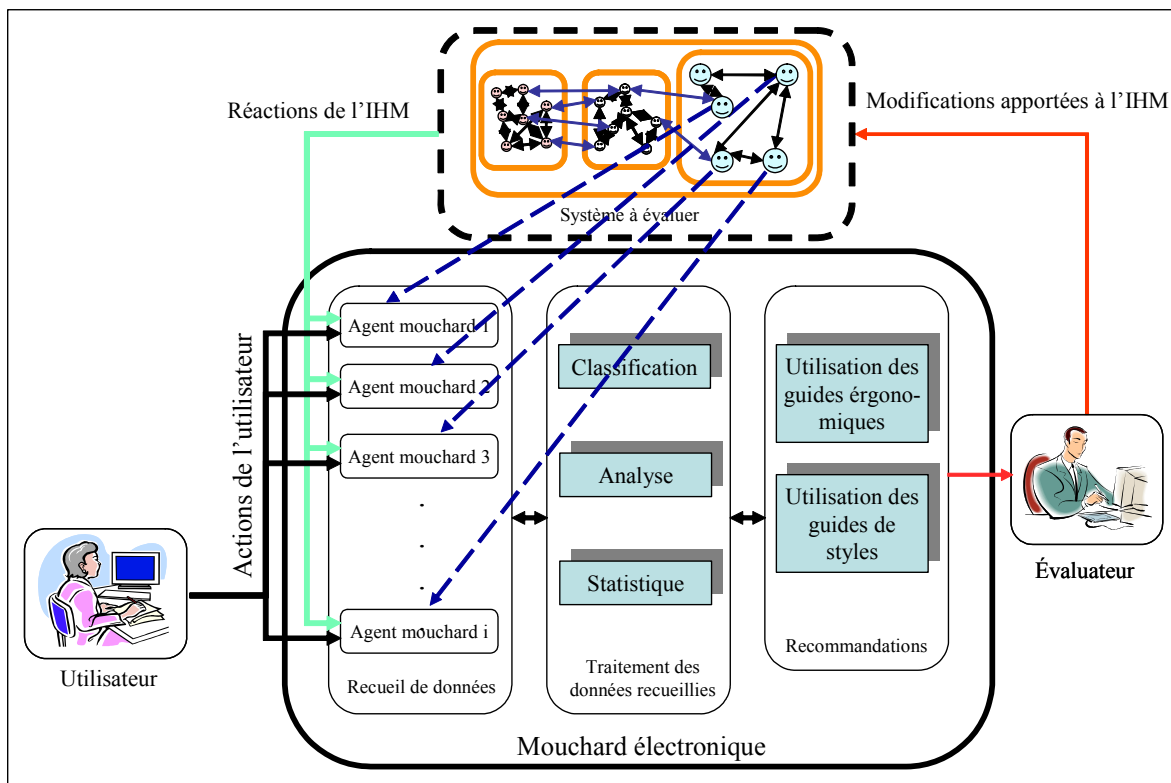 Réactions de l'IHM
Modifications apportées à l'IHM
Système à évaluer
Actions de l'utilisateur
Agent mouchard 1
Agent mouchard 2
Agent mouchard 3
Agent mouchard i
Recueil de données
Classification
Analyse
Statistique
Traitement des
données recueillies
Utilisation des
guides érgono-
miques
Utilisation des
guides de
styles
Recommandations
Utilisateur
Évaluateur
Mouchard électronique